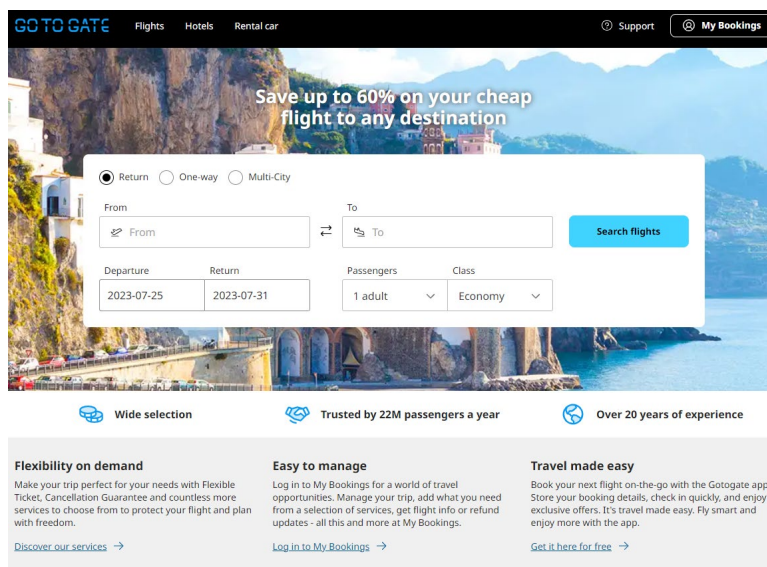 GO TO GATE
Flights
Hotels
Rental car
Support
My Bookings
Save up to 60% on your cheap
flight to any destination
Return
One-way
Multi-City
From
To
From
To
Search flights
Departure
Return
Passengers
Class
2023-07-25
2023-07-31
1 adult
Economy
Wide selection
Trusted by 22M passengers a year
Over 20 years of experience
Flexibility on demand
Make your trip perfect for your needs with Flexible
Ticket, Cancellation Guarantee and countless more
services to choose from to protect your flight and plan
with freedom.
Discover our services →
Easy to manage
Log in to My Bookings for a world of travel
opportunities. Manage your trip, add what you need
from a selection of services, get flight info or refund
updates - all this and more at My Bookings.
Log in to My Bookings →
Travel made easy
Book your next flight on-the-go with the Gotogate app
Store your booking details, check in quickly, and enjoy
exclusive offers. It's travel made easy. Fly smart and
enjoy more with the app.
Get it here for free →